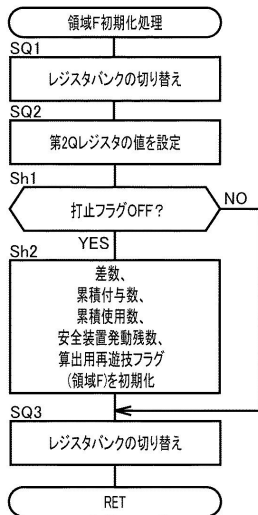 領域F初期化処理
SQ1
レジスタバンクの切り替え
SQ2
第2Qレジスタの値を設定
Sh1
打止フラグOFF？
NO
YES
Sh2
差数、
累積付与数、
累積使用数、
安全装置発動残数、
算出用再遊技フラグ
(領域F)を初期化
SQ3
レジスタバンクの切り替え
RET